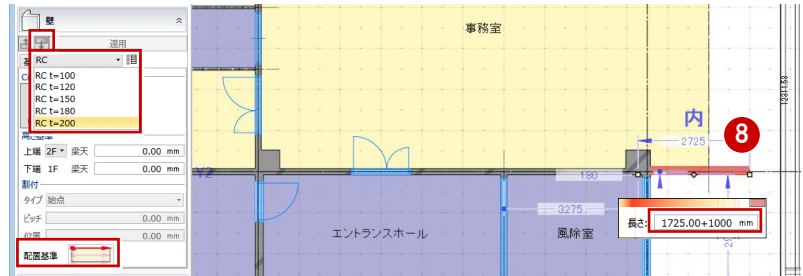 壁
適用
RC
RC t=100
RC t=120
RC t=150
RC t=180
RC t=200
上端 2F 梁天 0.00 mm
下端 1F 梁天 0.00 mm
割付
タイプ 始点
ピッチ 0.00 mm
位置 0.00 mm
配置基準
事務室
内
8
2725
12311.53
Y2
180
3275
エントランスホール
風除室
長さ: 1725.00+1000 mm